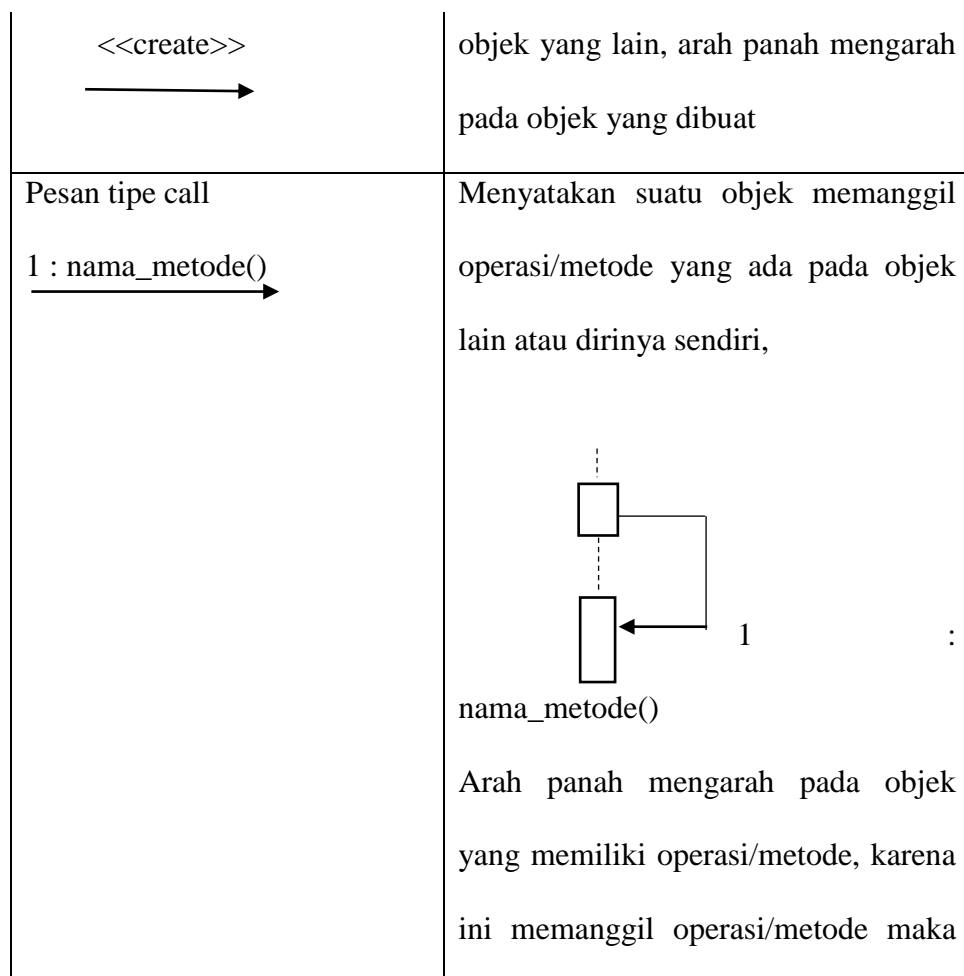 <<create>>
objek yang lain, arah panah mengarah
pada objek yang dibuat
Pesan tipe call
1 : nama_metode()
Menyatakan suatu objek memanggil
operasi/metode yang ada pada objek
lain atau dirinya sendiri,
1 :
nama_metode()
Arah panah mengarah pada objek
yang memiliki operasi/metode, karena
ini memanggil operasi/metode maka